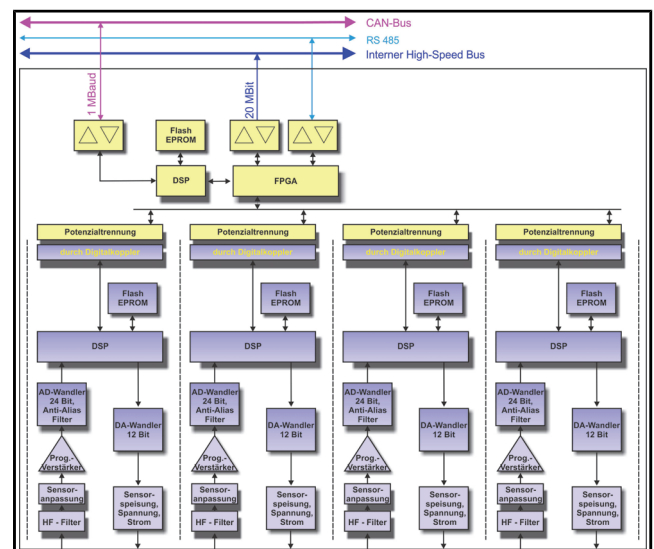 CAN-Bus
RS 485
Interner High-Speed Bus
1 MBaud
20 MBit
Flash
EPROM
DSP
FPGA
Potenzialtrennung
durch Digitalkoppler
Flash
EPROM
DSP
AD-Wandler
24 Bit,
Anti-Alias
Filter
DA-Wandler
12 Bit
Prog.-
Verstärker
Sensor-
anpassung
HF - Filter
Sensor-
speisung,
Spannung,
Strom
Potenzialtrennung
durch Digitalkoppler
Flash
EPROM
DSP
AD-Wandler
24 Bit,
Anti-Alias
Filter
DA-Wandler
12 Bit
Prog.-
Verstärker
Sensor-
anpassung
HF - Filter
Sensor-
speisung,
Spannung,
Strom
Potenzialtrennung
durch Digitalkoppler
Flash
EPROM
DSP
AD-Wandler
24 Bit,
Anti-Alias
Filter
DA-Wandler
12 Bit
Prog.-
Verstärker
Sensor-
anpassung
HF - Filter
Sensor-
speisung,
Spannung,
Strom
Potenzialtrennung
durch Digitalkoppler
Flash
EPROM
DSP
AD-Wandler
24 Bit,
Anti-Alias
Filter
DA-Wandler
12 Bit
Prog.-
Verstärker
Sensor-
anpassung
HF - Filter
Sensor-
speisung,
Spannung,
Strom